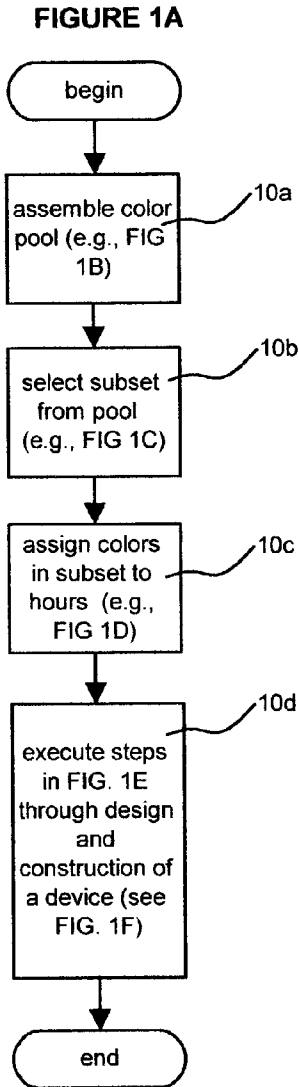 FIGURE 1A
begin
assemble color
pool (e.g., FIG
1B)
10a
select subset
from pool
(e.g., FIG 1C)
10b
assign colors
in subset to
hours (e.g.,
FIG 1D)
10c
execute steps
in FIG. 1E
through design
and
construction of
a device (see
FIG. 1F)
10d
end